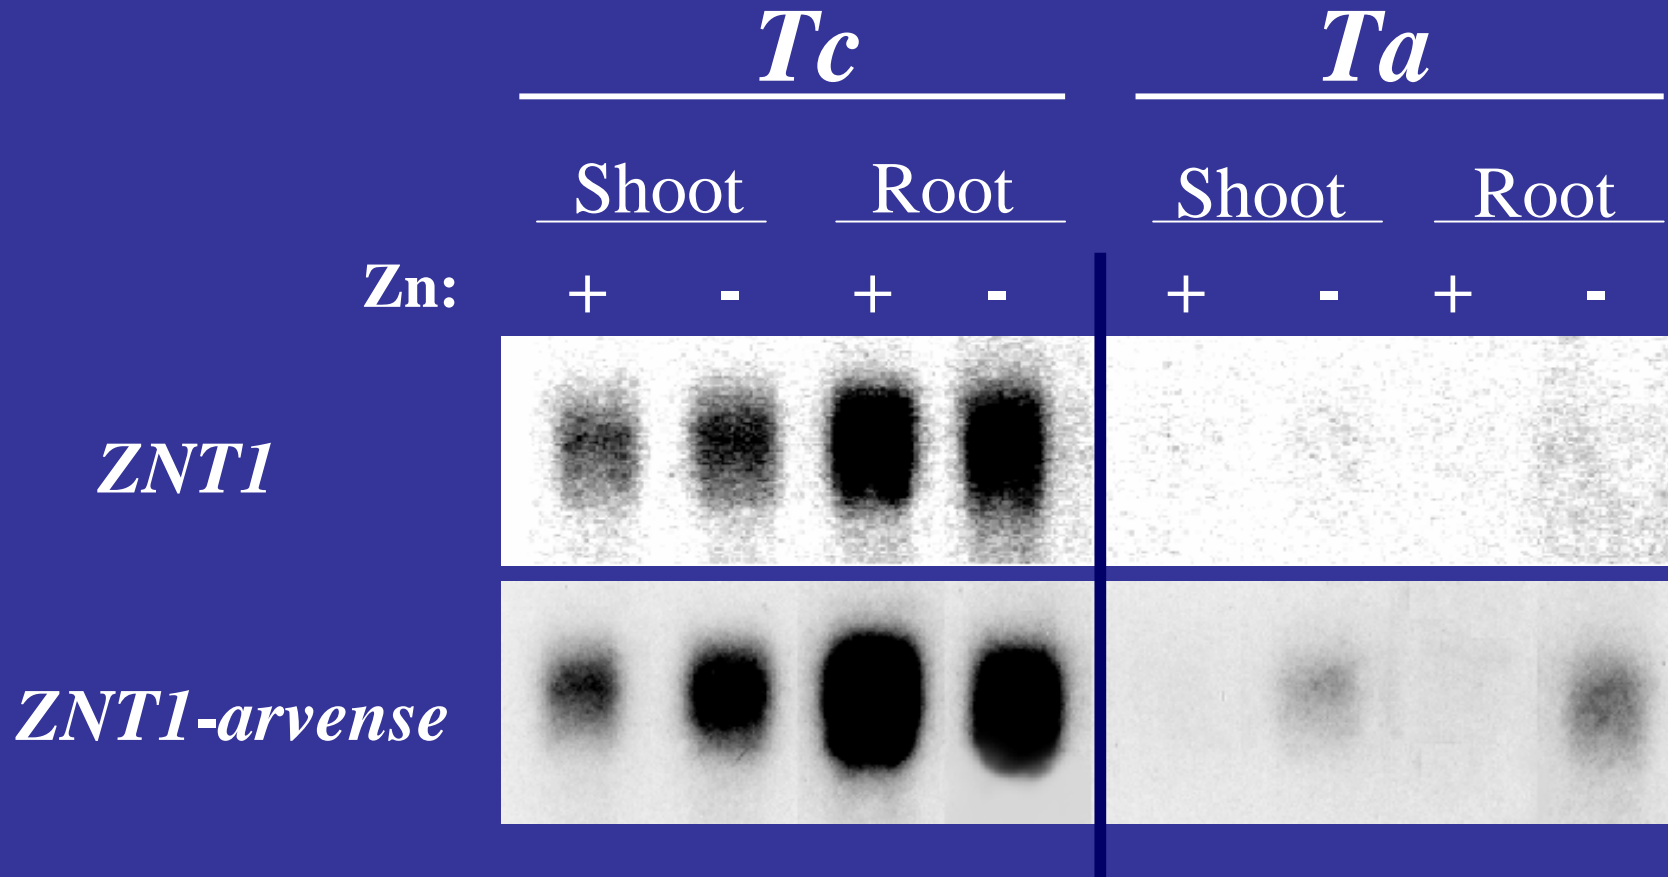 Tc Ta
Shoot Root Shoot Root
Zn: + - + - + - + -
ZNT1
ZNT1-arvense